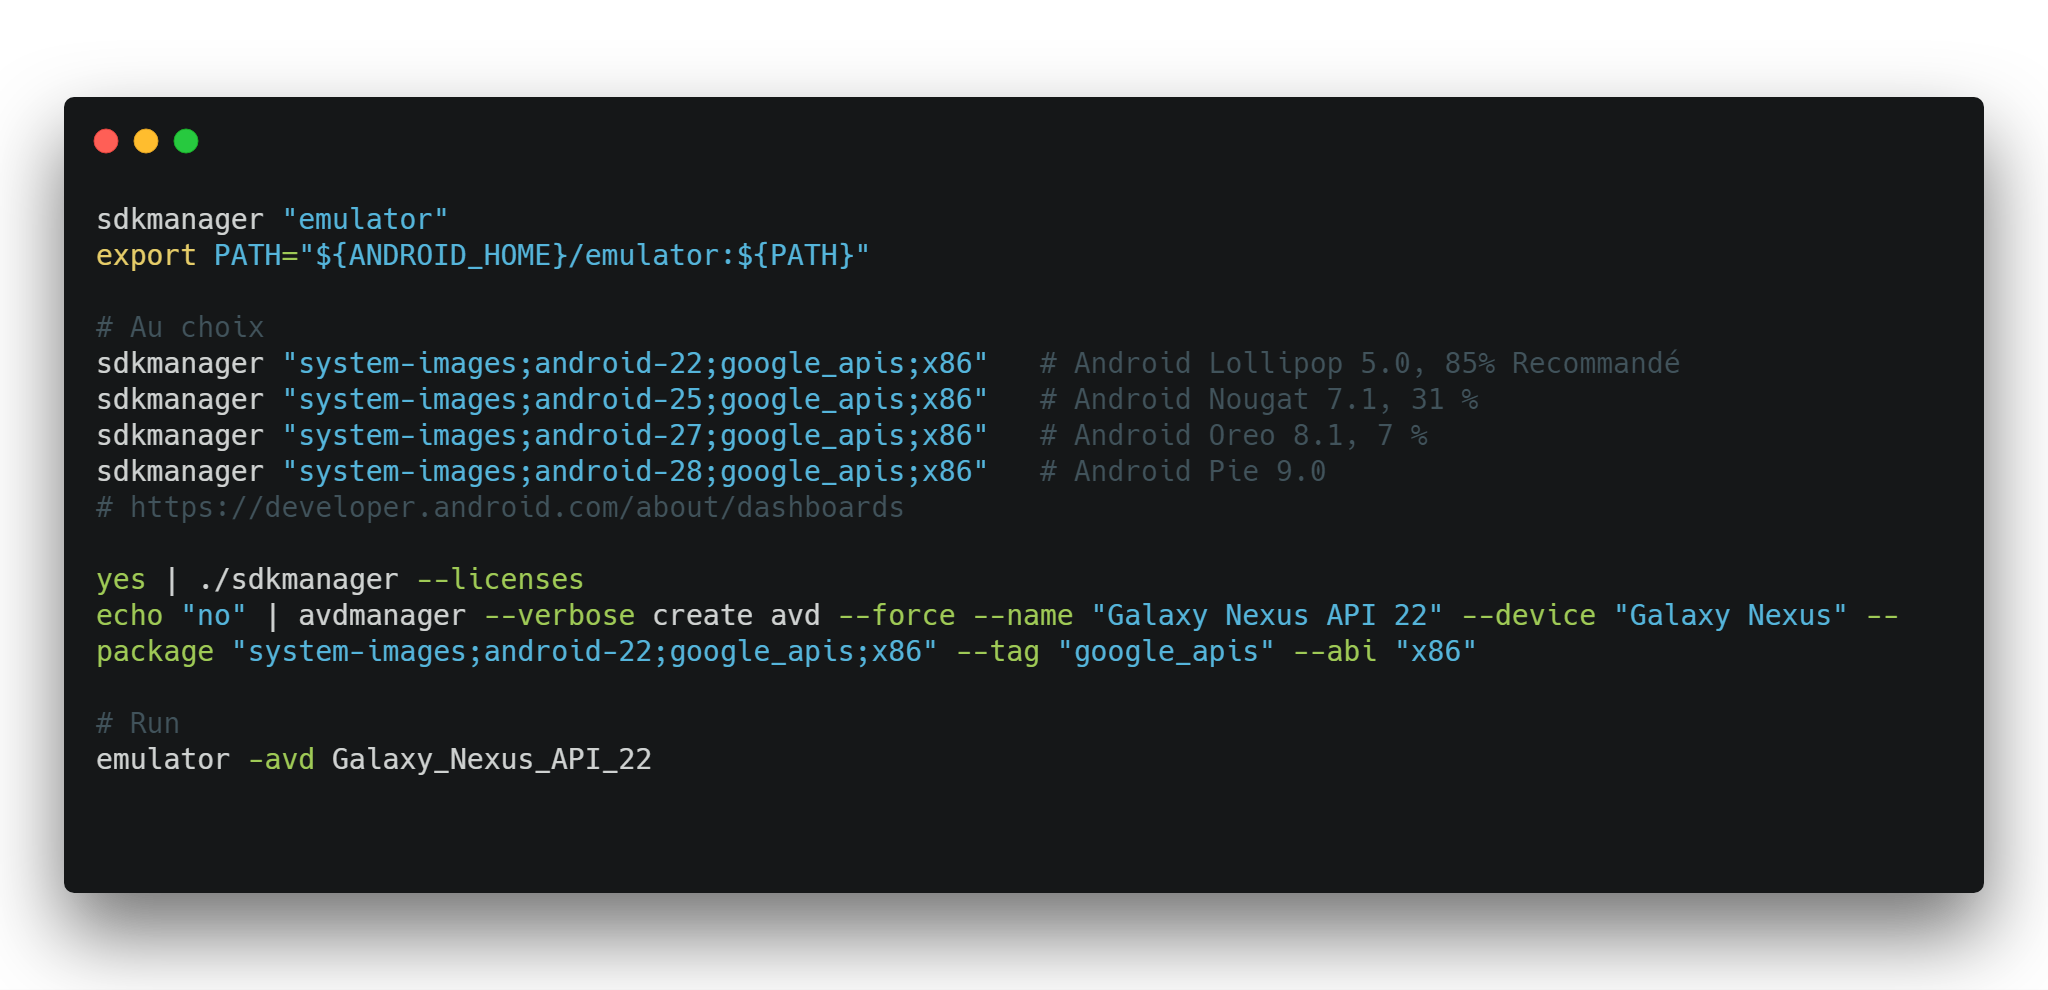 sdkmanager "emulator"
export PATH="${ANDROID_HOME}/emulator:${PATH}"
# Au choix
sdkmanager "system-images;android-22;google_apis;x86"   # Android Lollipop 5.0, 85% Recommandé
sdkmanager "system-images;android-25;google_apis;x86"   # Android Nougat 7.1, 31 %
sdkmanager "system-images;android-27;google_apis;x86"   # Android Oreo 8.1, 7 %
sdkmanager "system-images;android-28;google_apis;x86"   # Android Pie 9.0
# https://developer.android.com/about/dashboards
yes | ./sdkmanager --licenses
echo "no" | avdmanager --verbose create avd --force --name "Galaxy Nexus API 22" --device "Galaxy Nexus" --
package "system-images;android-22;google_apis;x86" --tag "google_apis" --abi "x86"
# Run
emulator -avd Galaxy_Nexus_API_22